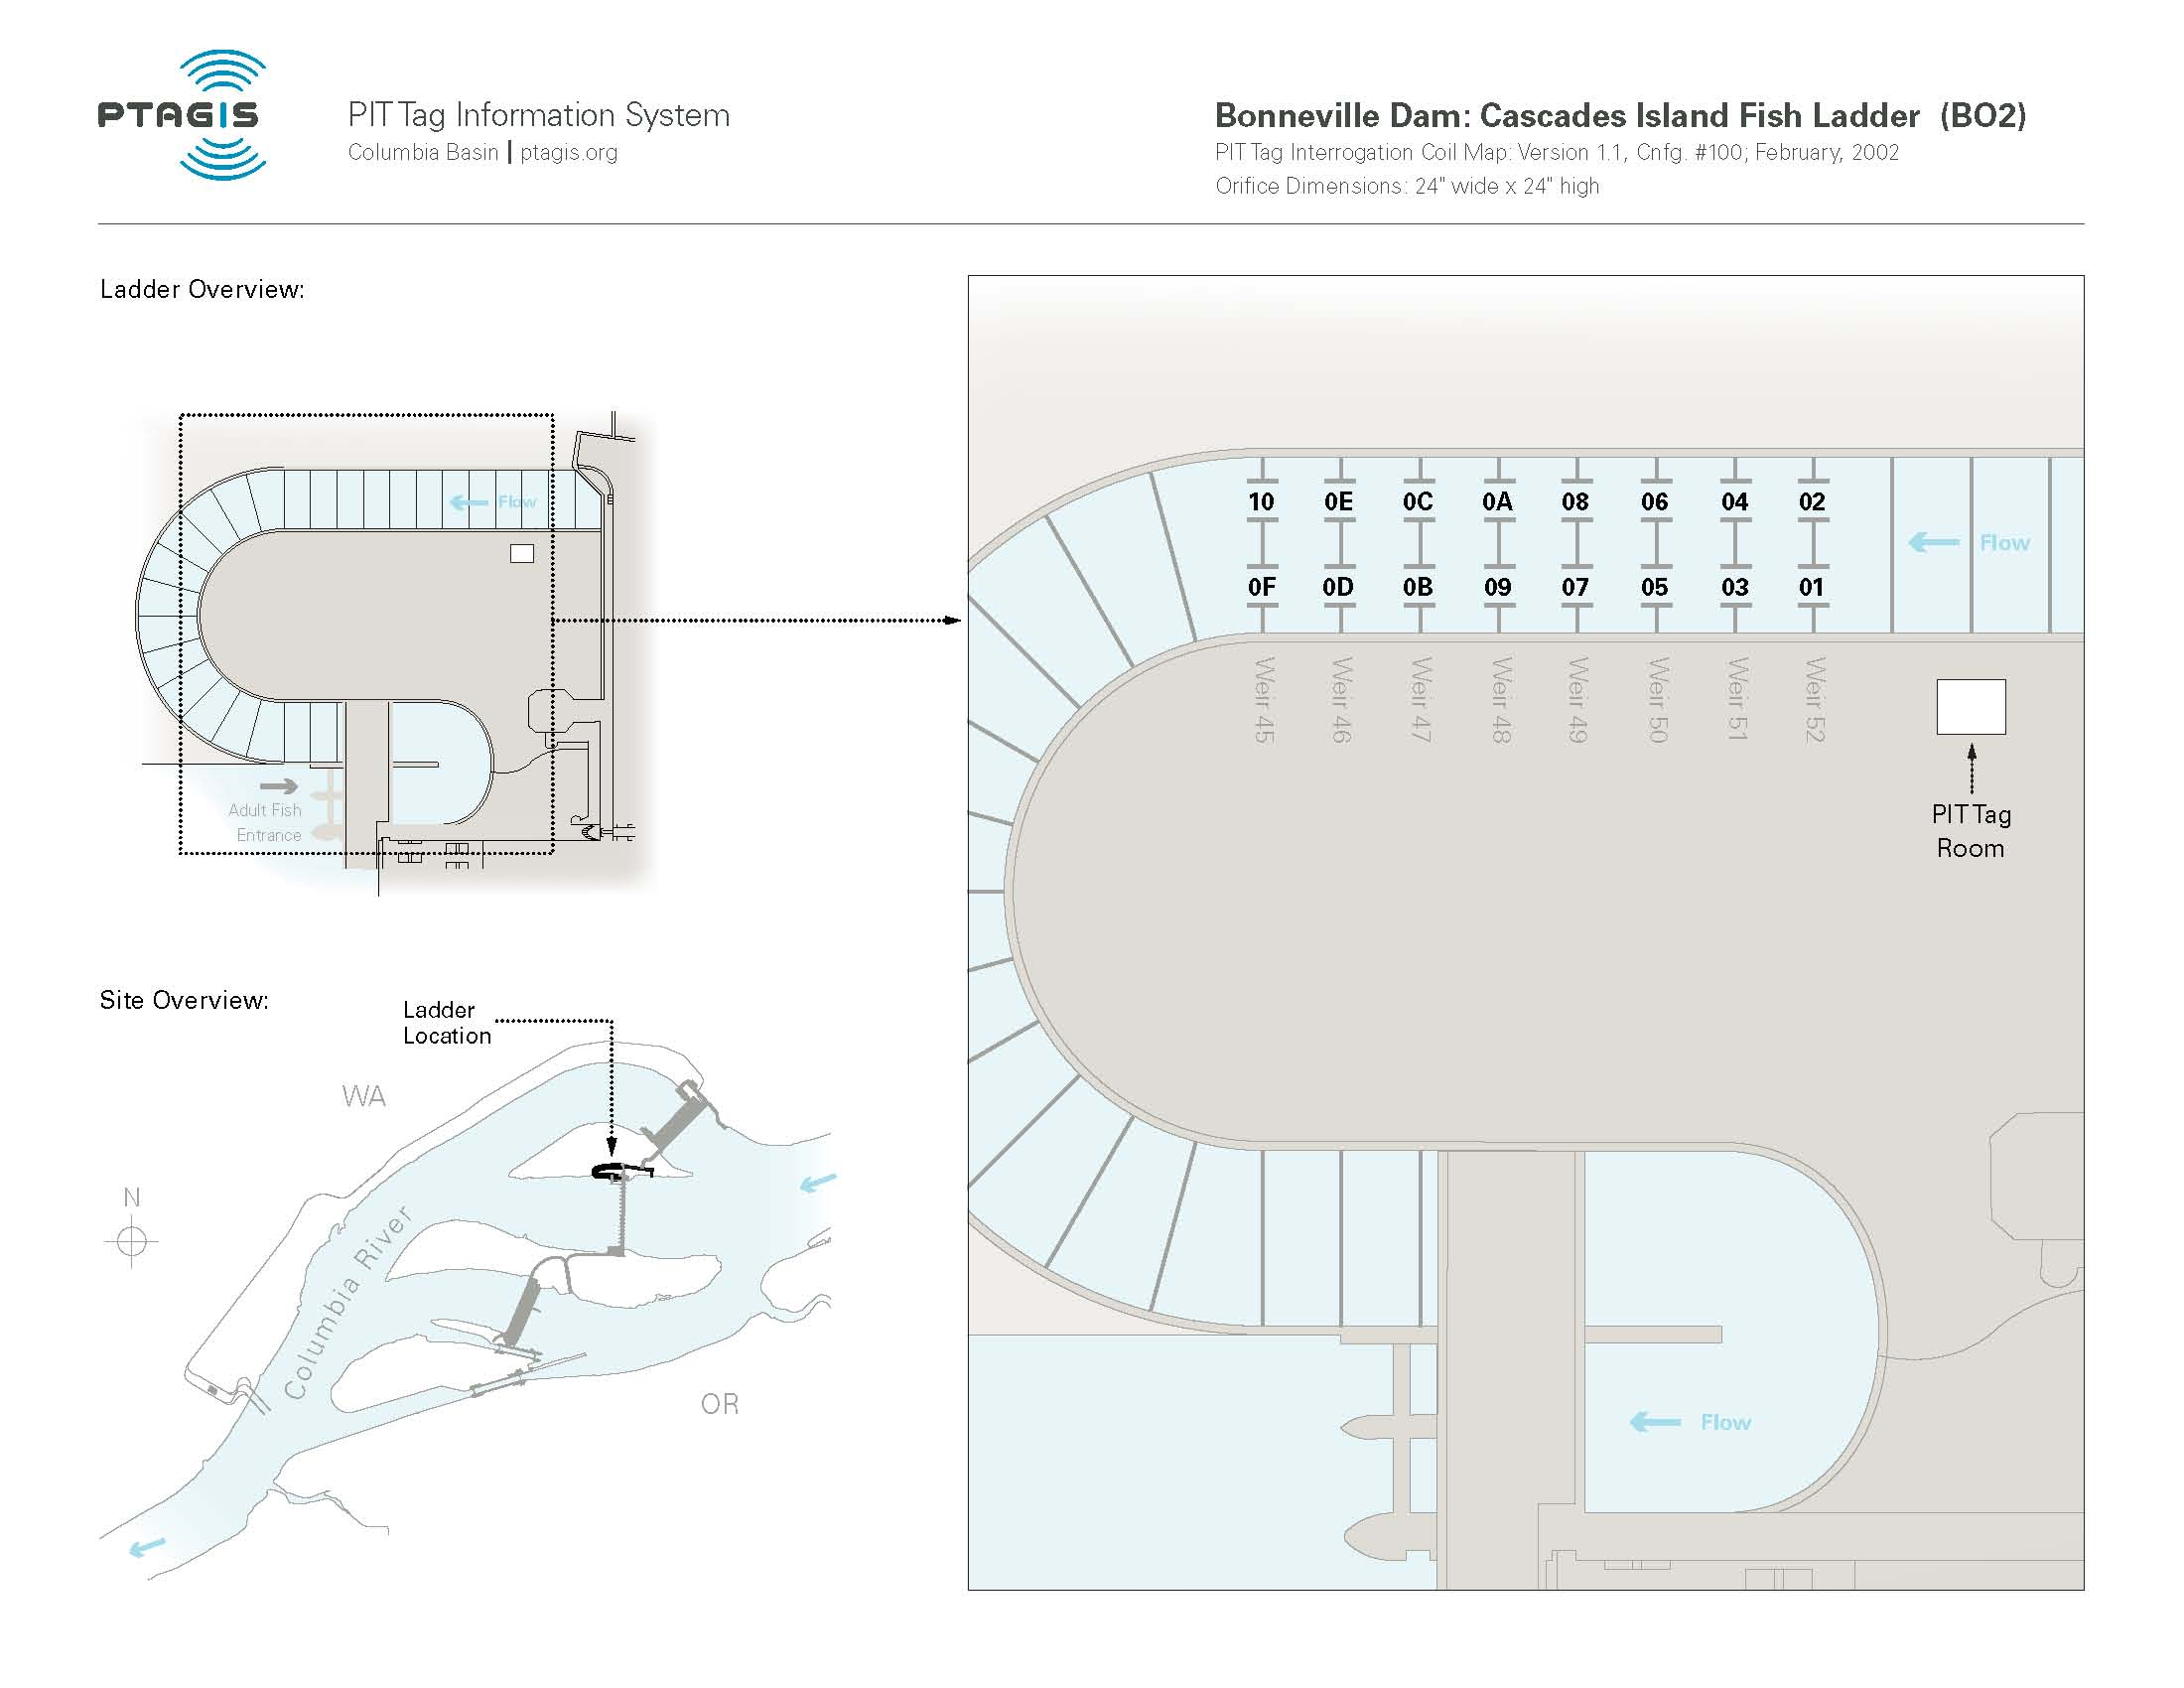 PTAGIS
PIT Tag Information System
Columbia Basin | ptagis.org
Bonneville Dam: Cascades Island Fish Ladder (BO2)
PIT Tag Interrogation Coil Map: Version 1.1, Cnfg. #100; February, 2002
Orifice Dimensions: 24" wide x 24" high
Ladder Overview:
Flow
Adult Fish
Entrance
Site Overview:
Ladder
Location
WA
N
Columbia River
OR
10 0E 0C 0A 08 06 04 02
Flow
0F 0D 0B 09 07 05 03 01
Weir 45
Weir 46
Weir 47
Weir 48
Weir 49
Weir 50
Weir 51
Weir 52
PIT Tag
Room
Flow